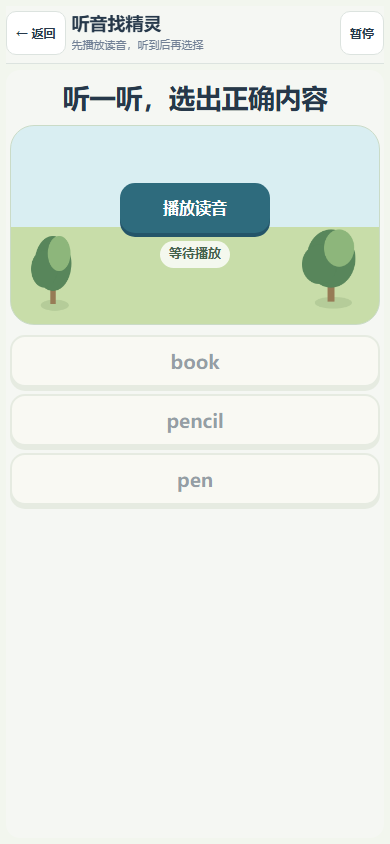 ← 返回
听音找精灵
先播放读音，听到后再选择
暂停
听一听，选出正确内容
播放读音
等待播放
book
pencil
pen